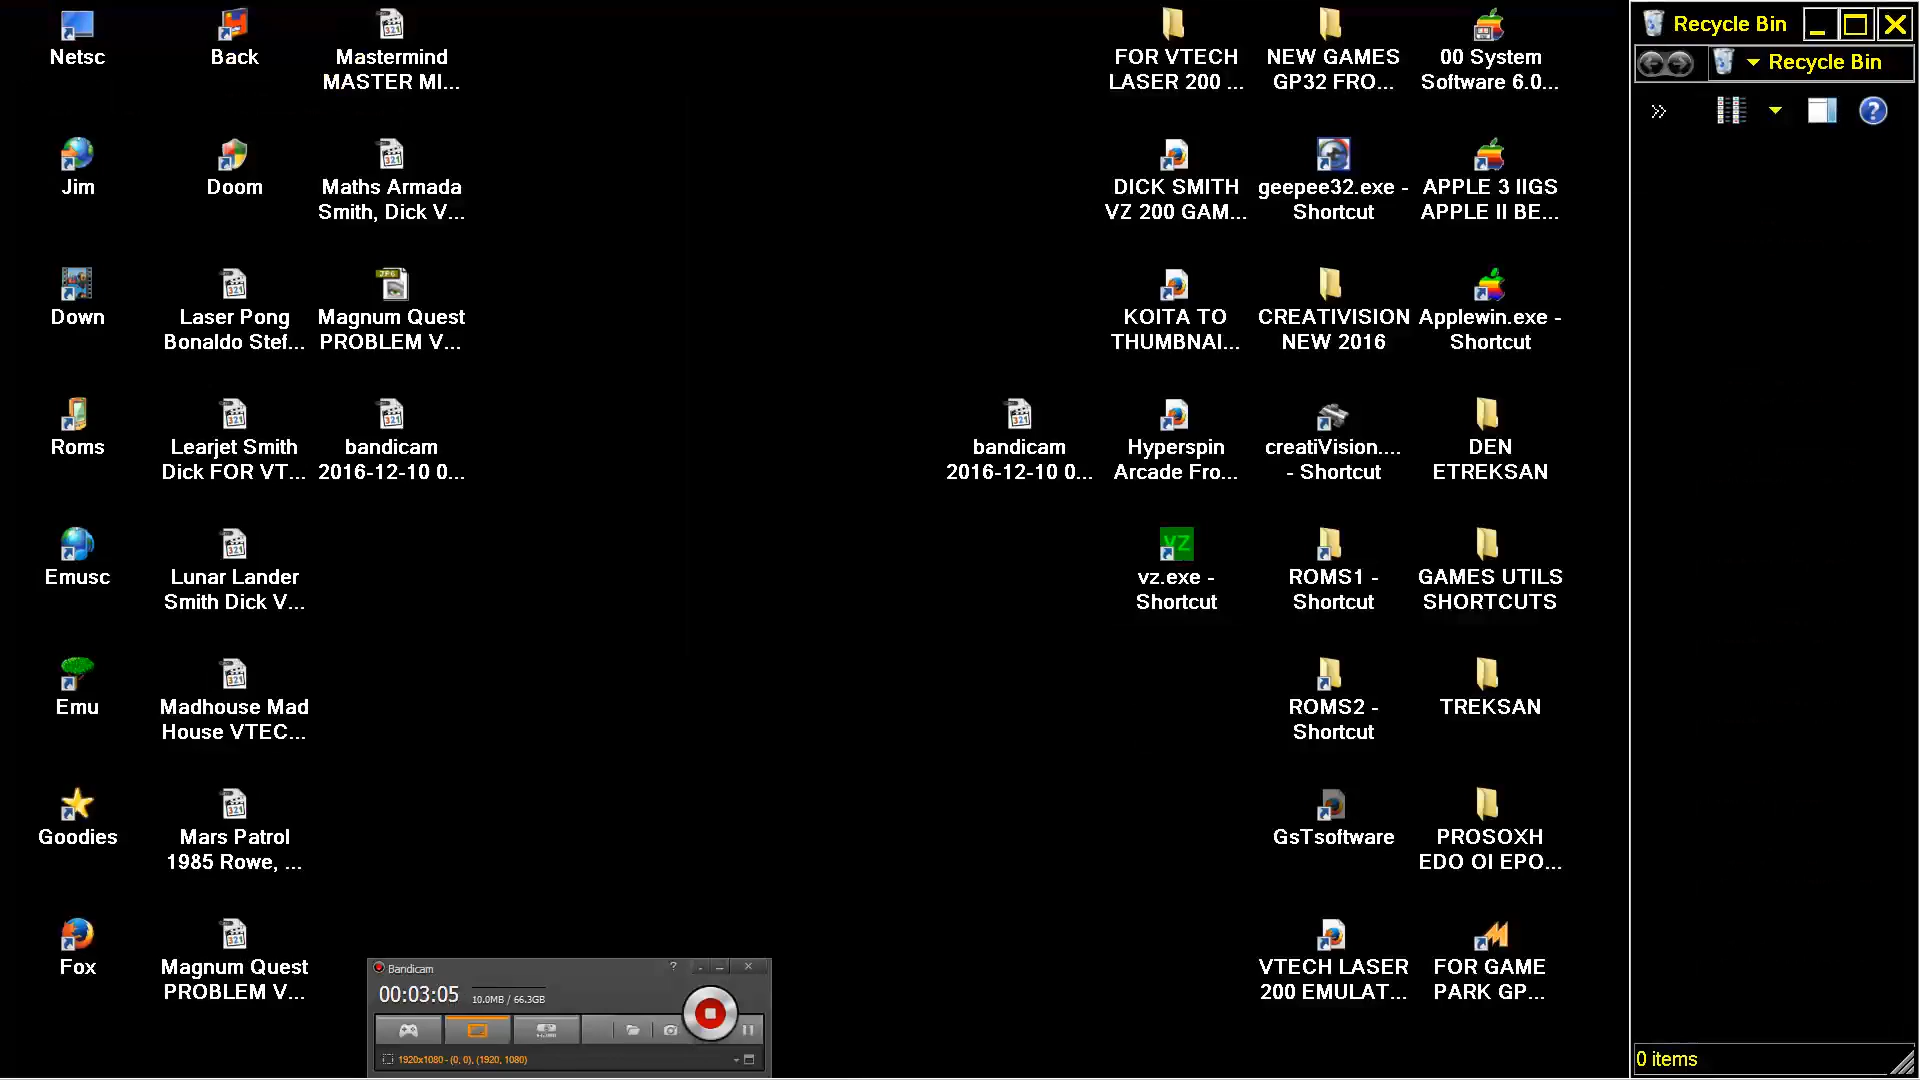 Netsc
Back
Mastermind
MASTER MI...
FOR VTECH
LASER 200 ...
NEW GAMES
GP32 FRO...
00 System
Software 6.0...
Jim
Doom
Maths Armada
Smith, Dick V...
DICK SMITH
VZ 200 GAM...
geepee32.exe -
Shortcut
APPLE 3 IIGS
APPLE II BE...
Down
Laser Pong
Bonaldo Stef...
Magnum Quest
PROBLEM V...
KOITA TO
THUMBNAI...
CREATIVISION
NEW 2016
Applewin.exe -
Shortcut
Roms
Learjet Smith
Dick FOR VT...
bandicam
2016-12-10 0...
bandicam
2016-12-10 0...
Hyperspin
Arcade Fro...
creatiVision....
- Shortcut
DEN
ETREKSAN
Emusc
Lunar Lander
Smith Dick V...
VZ
vz.exe -
Shortcut
ROMS1 -
Shortcut
GAMES UTILS
SHORTCUTS
Emu
Madhouse Mad
House VTEC...
ROMS2 -
Shortcut
TREKSAN
Goodies
Mars Patrol
1985 Rowe, ...
GsTsoftware
PROSOXH
EDO OI EPO...
Fox
Magnum Quest
PROBLEM V...
VTECH LASER
200 EMULAT...
FOR GAME
PARK GP...
Bandicam
00:03:05
10.0MB / 66.3GB
1920x1080 - (0, 0), (1920, 1080)
Recycle Bin
Recycle Bin
0 items